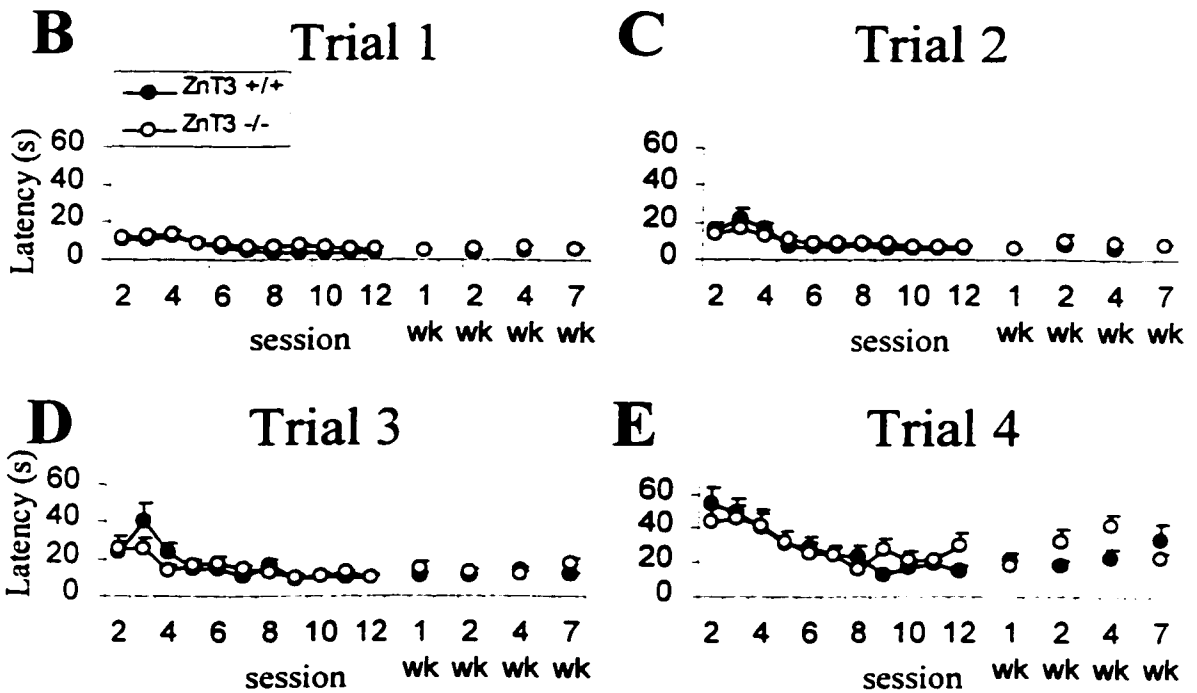 B Trial 1
ZnT3 +/+
ZnT3 -/-
Latency (s)
60
40
20
0
2 4 6 8 10 12 1 2 4 7
wk wk wk wk
session
C Trial 2
60
40
20
0
2 4 6 8 10 12 1 2 4 7
wk wk wk wk
session
D Trial 3
Latency (s)
60
40
20
0
2 4 6 8 10 12 1 2 4 7
wk wk wk wk
session
E Trial 4
60
40
20
0
2 4 6 8 10 12 1 2 4 7
wk wk wk wk
session